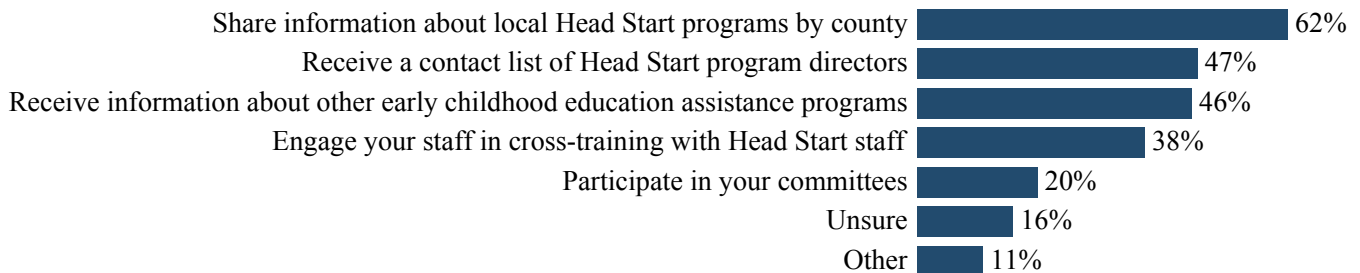 Share information about local Head Start programs by county 62%
Receive a contact list of Head Start program directors 47%
Receive information about other early childhood education assistance programs 46%
Engage your staff in cross-training with Head Start staff 38%
Participate in your committees 20%
Unsure 16%
Other 11%